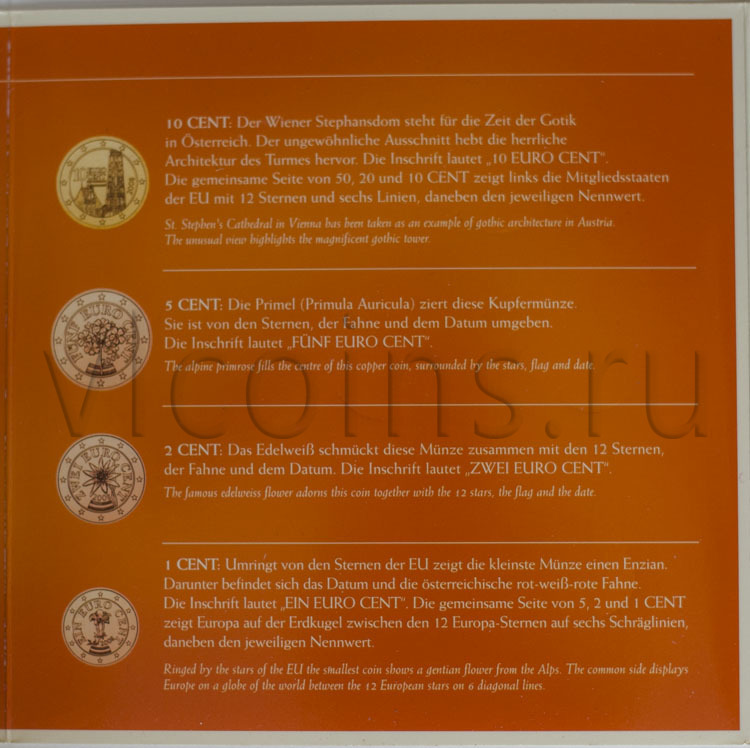 10 CENT: Der Wiener Stephansdom steht für die Zeit der Gotik
in Österreich. Der ungewöhnliche Ausschnitt hebt die herrliche
Architektur des Turmes hervor. Die Inschrift lautet „10 EURO CENT“.
Die gemeinsame Seite von 50, 20 und 10 CENT zeigt links die Mitgliedsstaaten
der EU mit 12 Sternen und sechs Linien, daneben den jeweiligen Nennwert.
St. Stephen's Cathedral in Vienna has been taken as an example of gothic architecture in Austria.
The unusual view highlights the magnificent gothic tower.
5 CENT: Die Primel (Primula Auricula) ziert diese Kupfermünze.
Sie ist von den Sternen, der Fahne und dem Datum umgeben.
Die Inschrift lautet „FÜNF EURO CENT“.
The alpine primrose fills the centre of this copper coin, surrounded by the stars, flag and date.
FÜNF EURO CENT
vicoins.ru
2 CENT: Das Edelweiß schmückt diese Münze zusammen mit den 12 Sternen,
der Fahne und dem Datum. Die Inschrift lautet „ZWEI EURO CENT“.
The famous edelweiss flower adorns this coin together with the 12 stars, the flag and the date.
ZWEI EURO CENT
1 CENT: Umringt von den Sternen der EU zeigt die kleinste Münze einen Enzian.
Darunter befindet sich das Datum und die österreichische rot-weiß-rote Fahne.
Die Inschrift lautet „EIN EURO CENT“. Die gemeinsame Seite von 5, 2 und 1 CENT
zeigt Europa auf der Erdkugel zwischen den 12 Europa-Sternen auf sechs Schräglinien,
daneben den jeweiligen Nennwert.
Ringed by the stars of the EU the smallest coin shows a gentian flower from the Alps. The common side displays
Europe on a globe of the world between the 12 European stars on 6 diagonal lines.
EIN EURO CENT